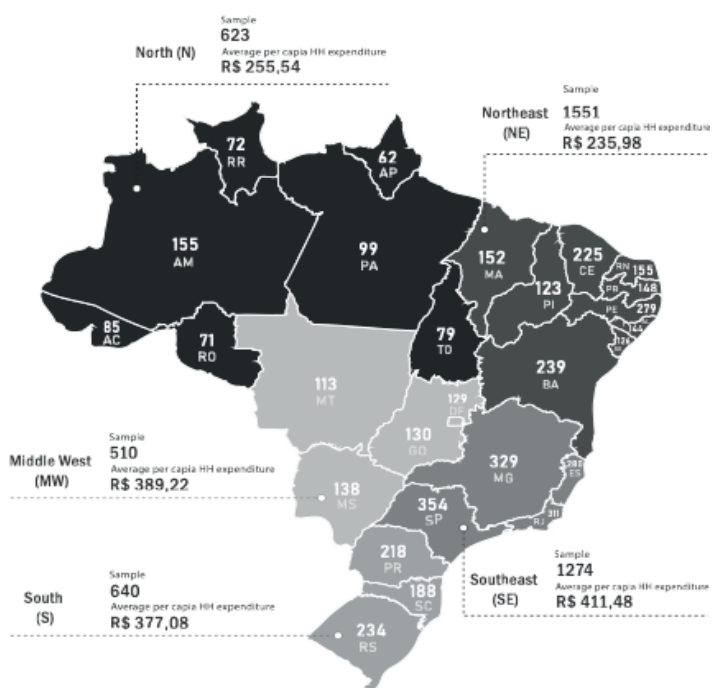 Sample
623
Average per capia HH expenditure
R$ 255,54
North (N)
Sample
1551
Average per capia HH expenditure
R$ 235,98
Northeast
(NE)
72
RR
62
AP
155
AM
99
PA
152
MA
123
PI
225
CE
RN 155
PB 148
PE 279
144
126
85
AC
71
RO
79
TO
239
BA
113
MT
129
DF
130
GO
329
MG
280
ES
Middle West
(MW)
Sample
510
Average per capia HH expenditure
R$ 389,22
138
MS
354
SP
311
RJ
218
PR
188
SC
234
RS
South
(S)
Sample
640
Average per capia HH expenditure
R$ 377,08
Southeast
(SE)
Sample
1274
Average per capia HH expenditure
R$ 411,48